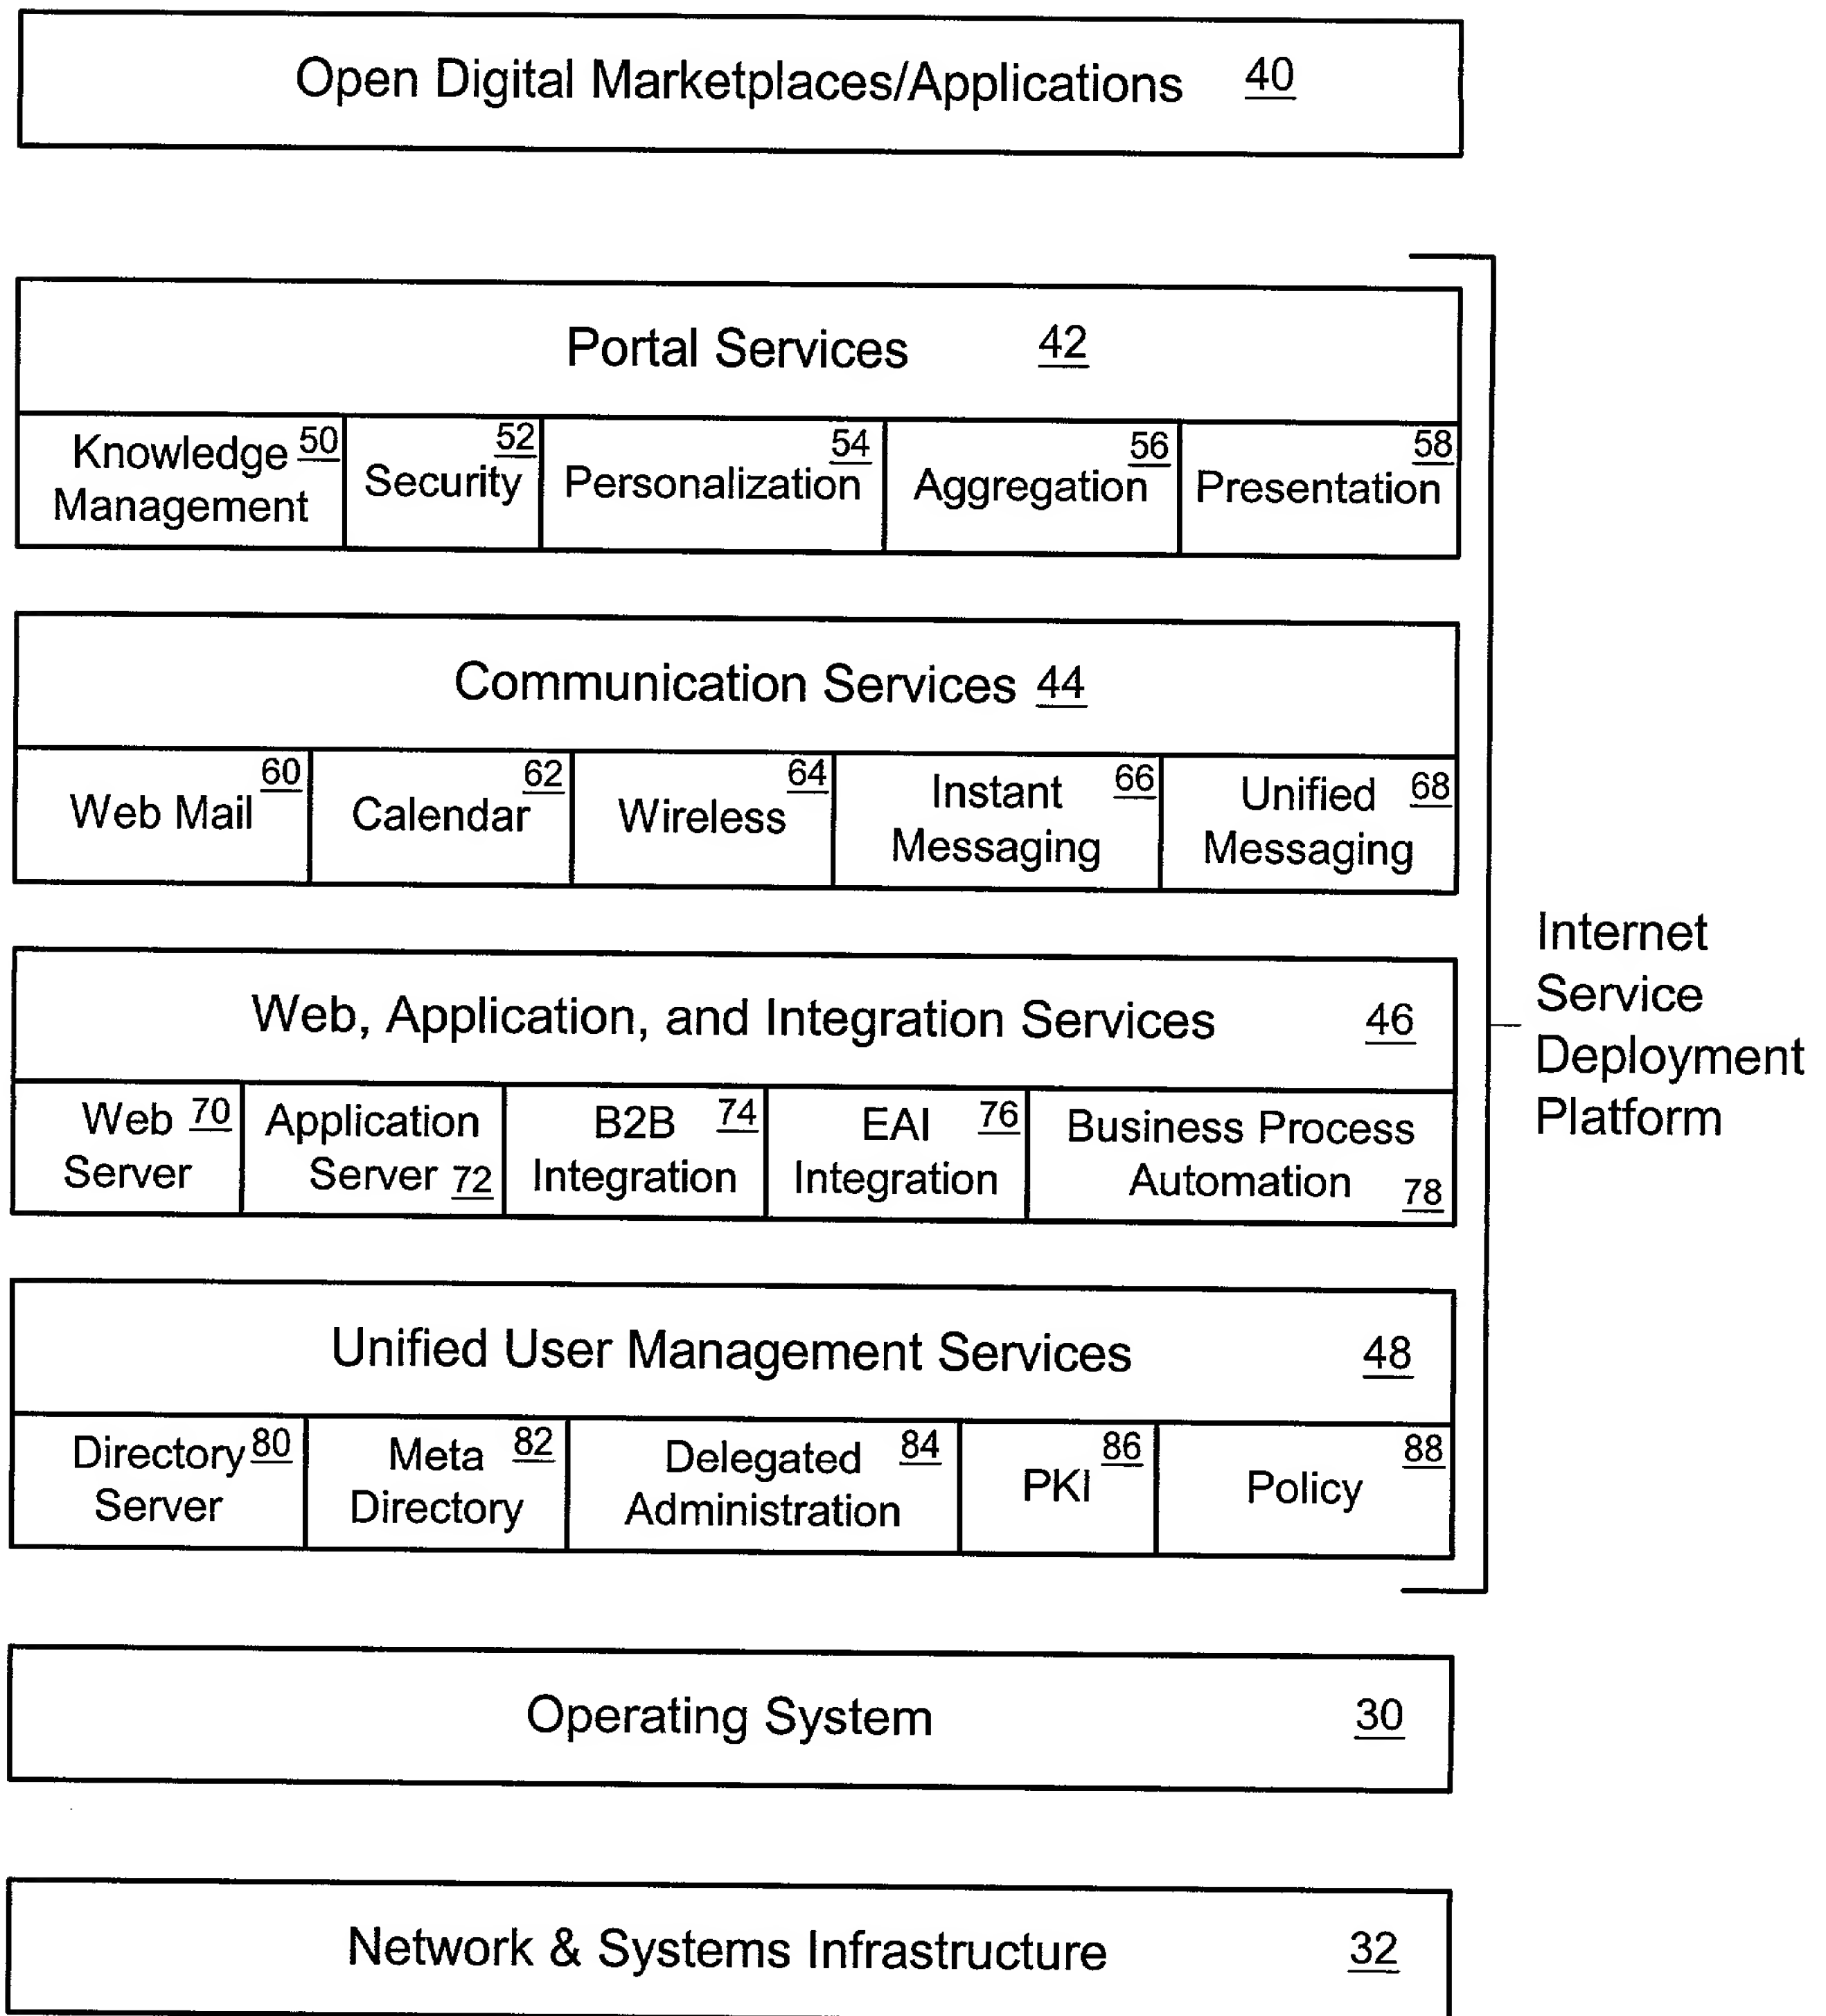 Open Digital Marketplaces/Applications 40
Portal Services 42
Knowledge 50
Management
Security 52
Personalization 54
Aggregation 56
Presentation 58
Communication Services 44
Web Mail 60
Calendar 62
Wireless 64
Instant 66
Messaging
Unified 68
Messaging
Web, Application, and Integration Services 46
Web 70
Server
Application
Server 72
B2B 74
Integration
EAI 76
Integration
Business Process
Automation 78
Unified User Management Services 48
Directory 80
Server
Meta 82
Directory
Delegated 84
Administration
PKI 86
Policy 88
Internet
Service
Deployment
Platform
Operating System 30
Network & Systems Infrastructure 32